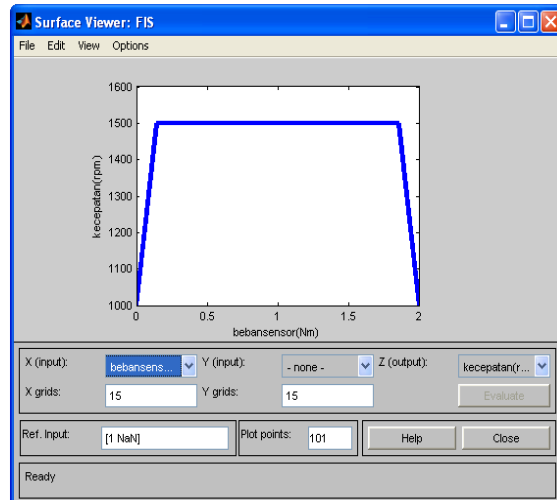 Surface Viewer: FIS
File Edit View Options
1600
1500
1400
1300
1200
1100
1000
0 0.5 1 1.5 2
kecepatan(rpm)
bebansensor(Nm)
X (input): bebansens... Y (input): - none - Z (output): kecepatan(r...
X grids: 15 Y grids: 15 Evaluate
Ref. Input: [1 NaN] Plot points: 101 Help Close
Ready